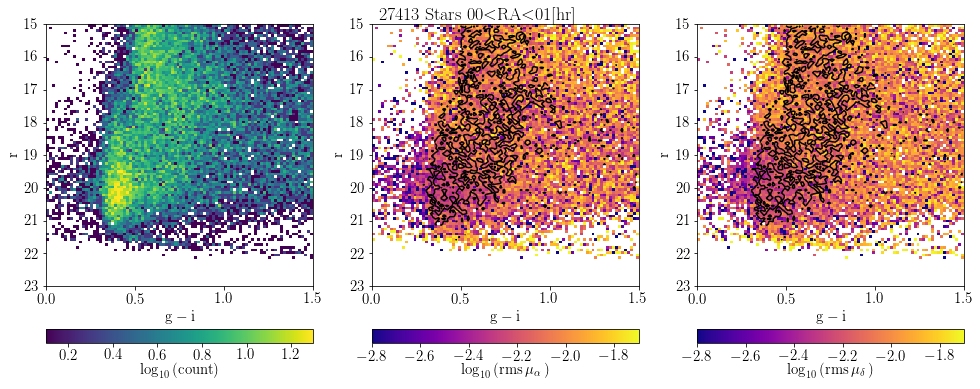 27413 Stars 00<RA<01[hr]
15
16
17
18
19
20
21
22
23
r
0.0 0.5 1.0 1.5
g − i
0.2 0.4 0.6 0.8 1.0 1.2
log₁₀(count)
15
16
17
18
19
20
21
22
23
r
0.0 0.5 1.0 1.5
g − i
−2.8 −2.6 −2.4 −2.2 −2.0 −1.8
log₁₀(rms μ_α)
15
16
17
18
19
20
21
22
23
r
0.0 0.5 1.0 1.5
g − i
−2.8 −2.6 −2.4 −2.2 −2.0 −1.8
log₁₀(rms μ_δ)